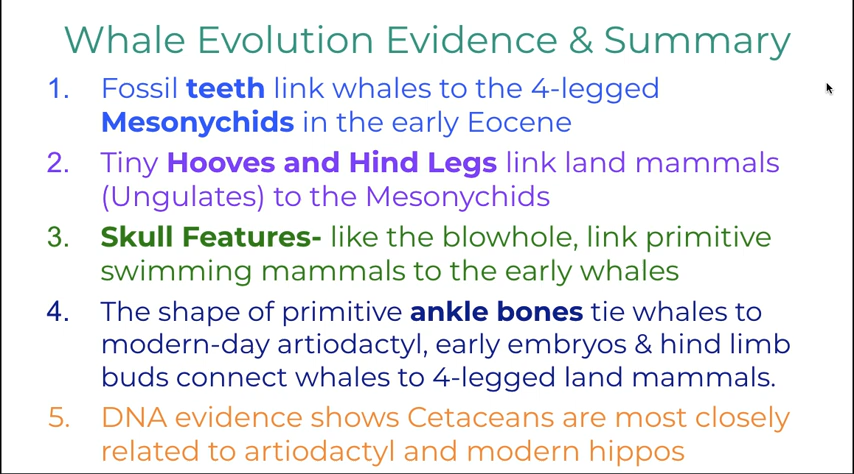 Whale Evolution Evidence & Summary
1. Fossil teeth link whales to the 4-legged
Mesonychids in the early Eocene
2. Tiny Hooves and Hind Legs link land mammals
(Ungulates) to the Mesonychids
3. Skull Features- like the blowhole, link primitive
swimming mammals to the early whales
4. The shape of primitive ankle bones tie whales to
modern-day artiodactyl, early embryos & hind limb
buds connect whales to 4-legged land mammals.
5. DNA evidence shows Cetaceans are most closely
related to artiodactyl and modern hippos